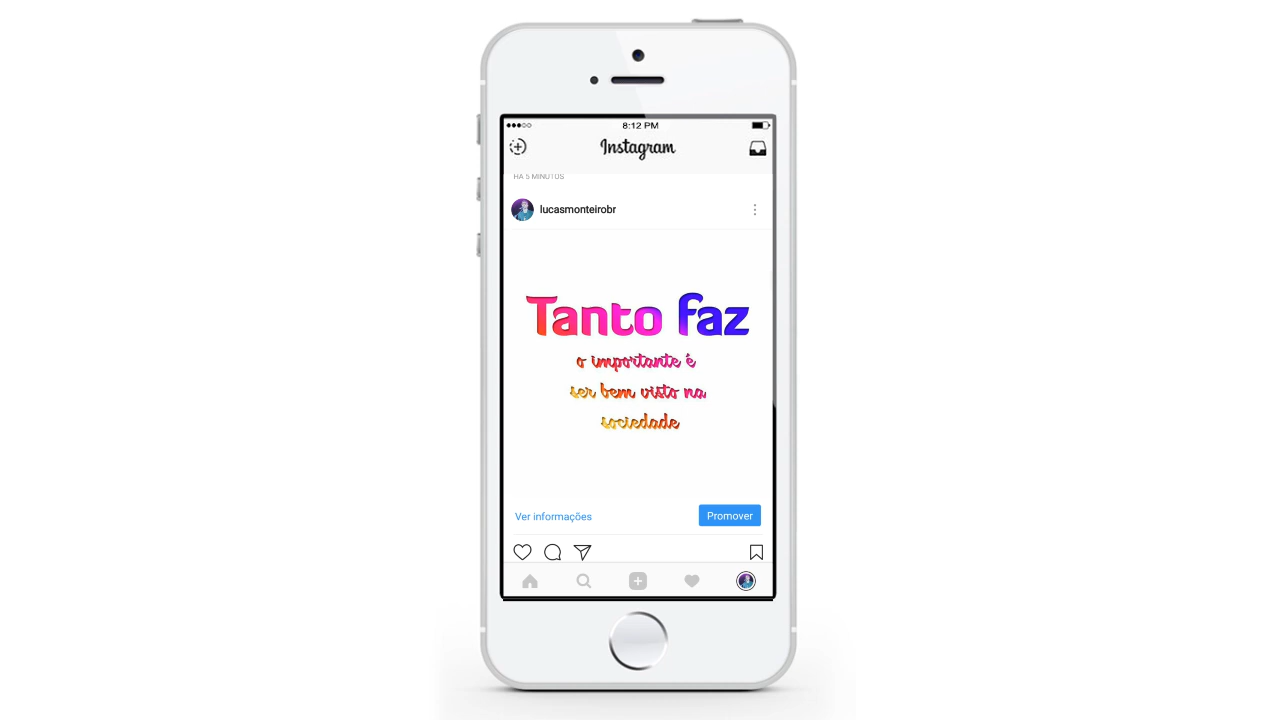 8:12 PM
Instagram
HÁ 5 MINUTOS
lucasmonteirobr
Tanto faz
o importante é
ser bem visto na
sociedade
Ver informações
Promover